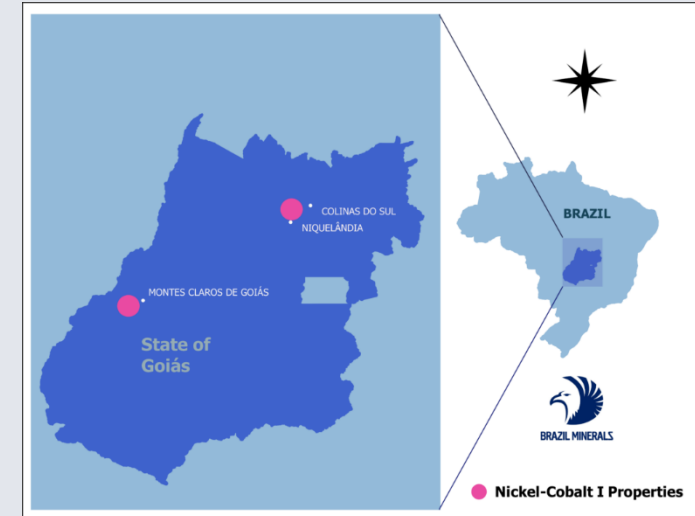 COLINAS DO SUL
NIQUELÂNDIA
MONTES CLAROS DE GOIÁS
State of
Goiás
BRAZIL
BRAZIL MINERALS
Nickel-Cobalt I Properties